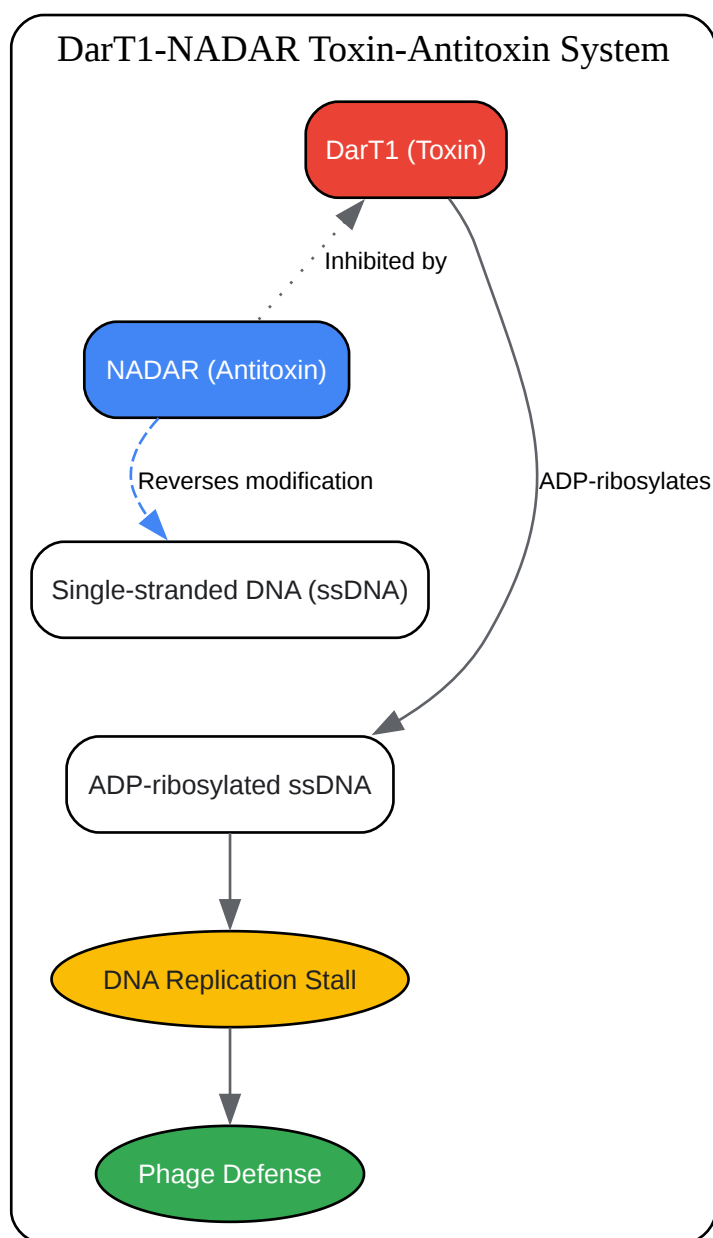 DarT1-NADAR Toxin-Antitoxin System
DarT1 (Toxin)
Inhibited by
NADAR (Antitoxin)
Reverses modification
ADP-ribosylates
Single-stranded DNA (ssDNA)
ADP-ribosylated ssDNA
DNA Replication Stall
Phage Defense